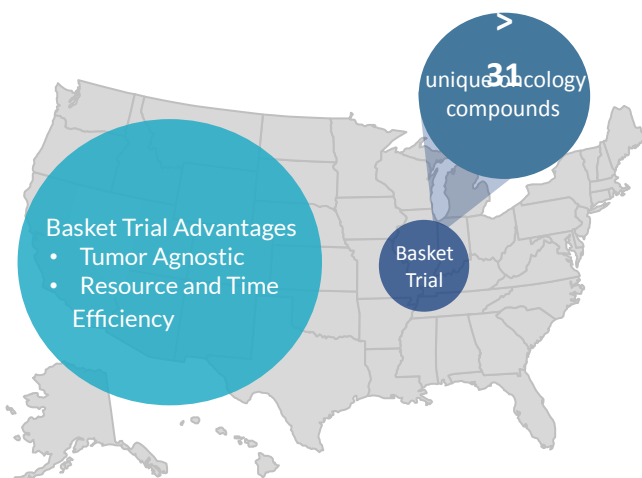 >
31
unique oncology
compounds
Basket Trial Advantages
• Tumor Agnostic
• Resource and Time
Efficiency
Basket
Trial